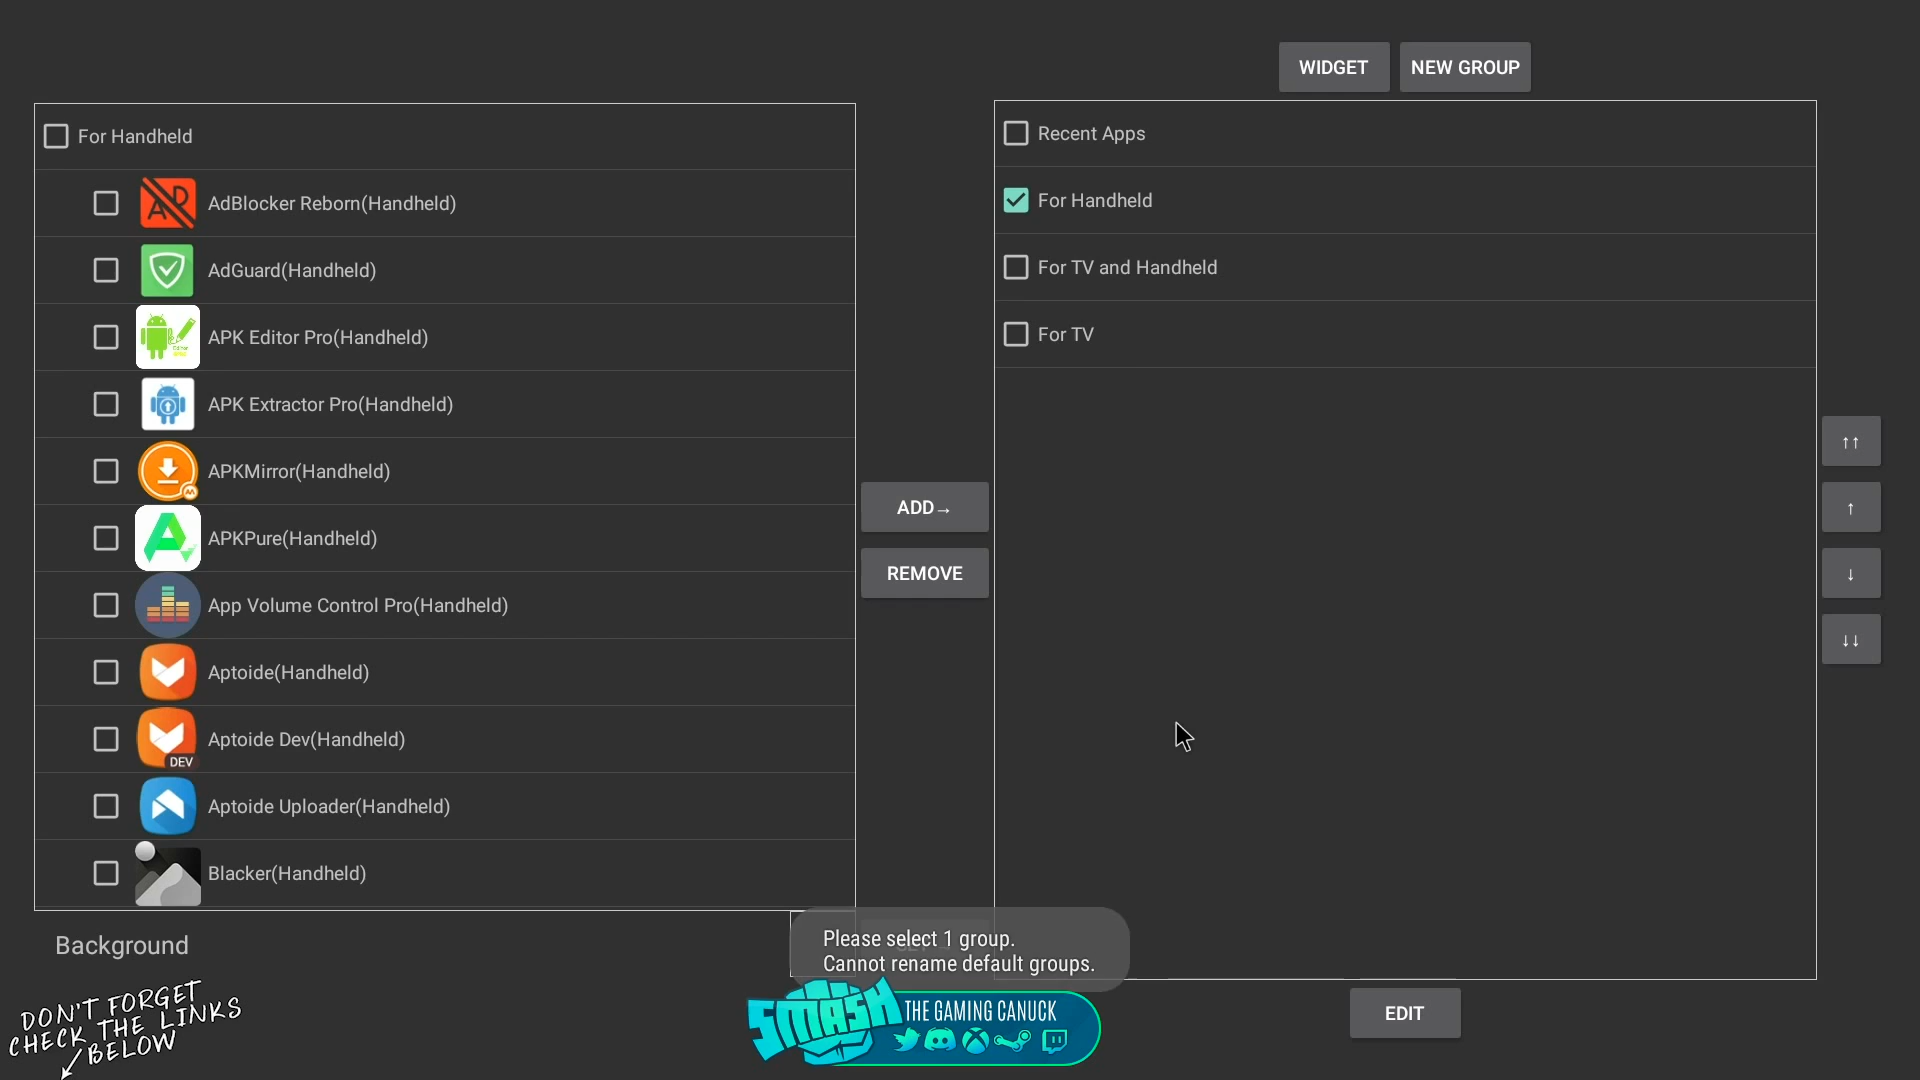 WIDGET
NEW GROUP
For Handheld
AdBlocker Reborn(Handheld)
AdGuard(Handheld)
APK Editor Pro(Handheld)
APK Extractor Pro(Handheld)
APKMirror(Handheld)
APKPure(Handheld)
App Volume Control Pro(Handheld)
Aptoide(Handheld)
DEV
Aptoide Dev(Handheld)
Aptoide Uploader(Handheld)
Blacker(Handheld)
ADD→
REMOVE
Recent Apps
For Handheld
For TV and Handheld
For TV
↑↑
↑
↓
↓↓
Background
Please select 1 group.
Cannot rename default groups.
DON'T FORGET
CHECK THE LINKS
BELOW
SMASH
THE GAMING CANUCK
EDIT